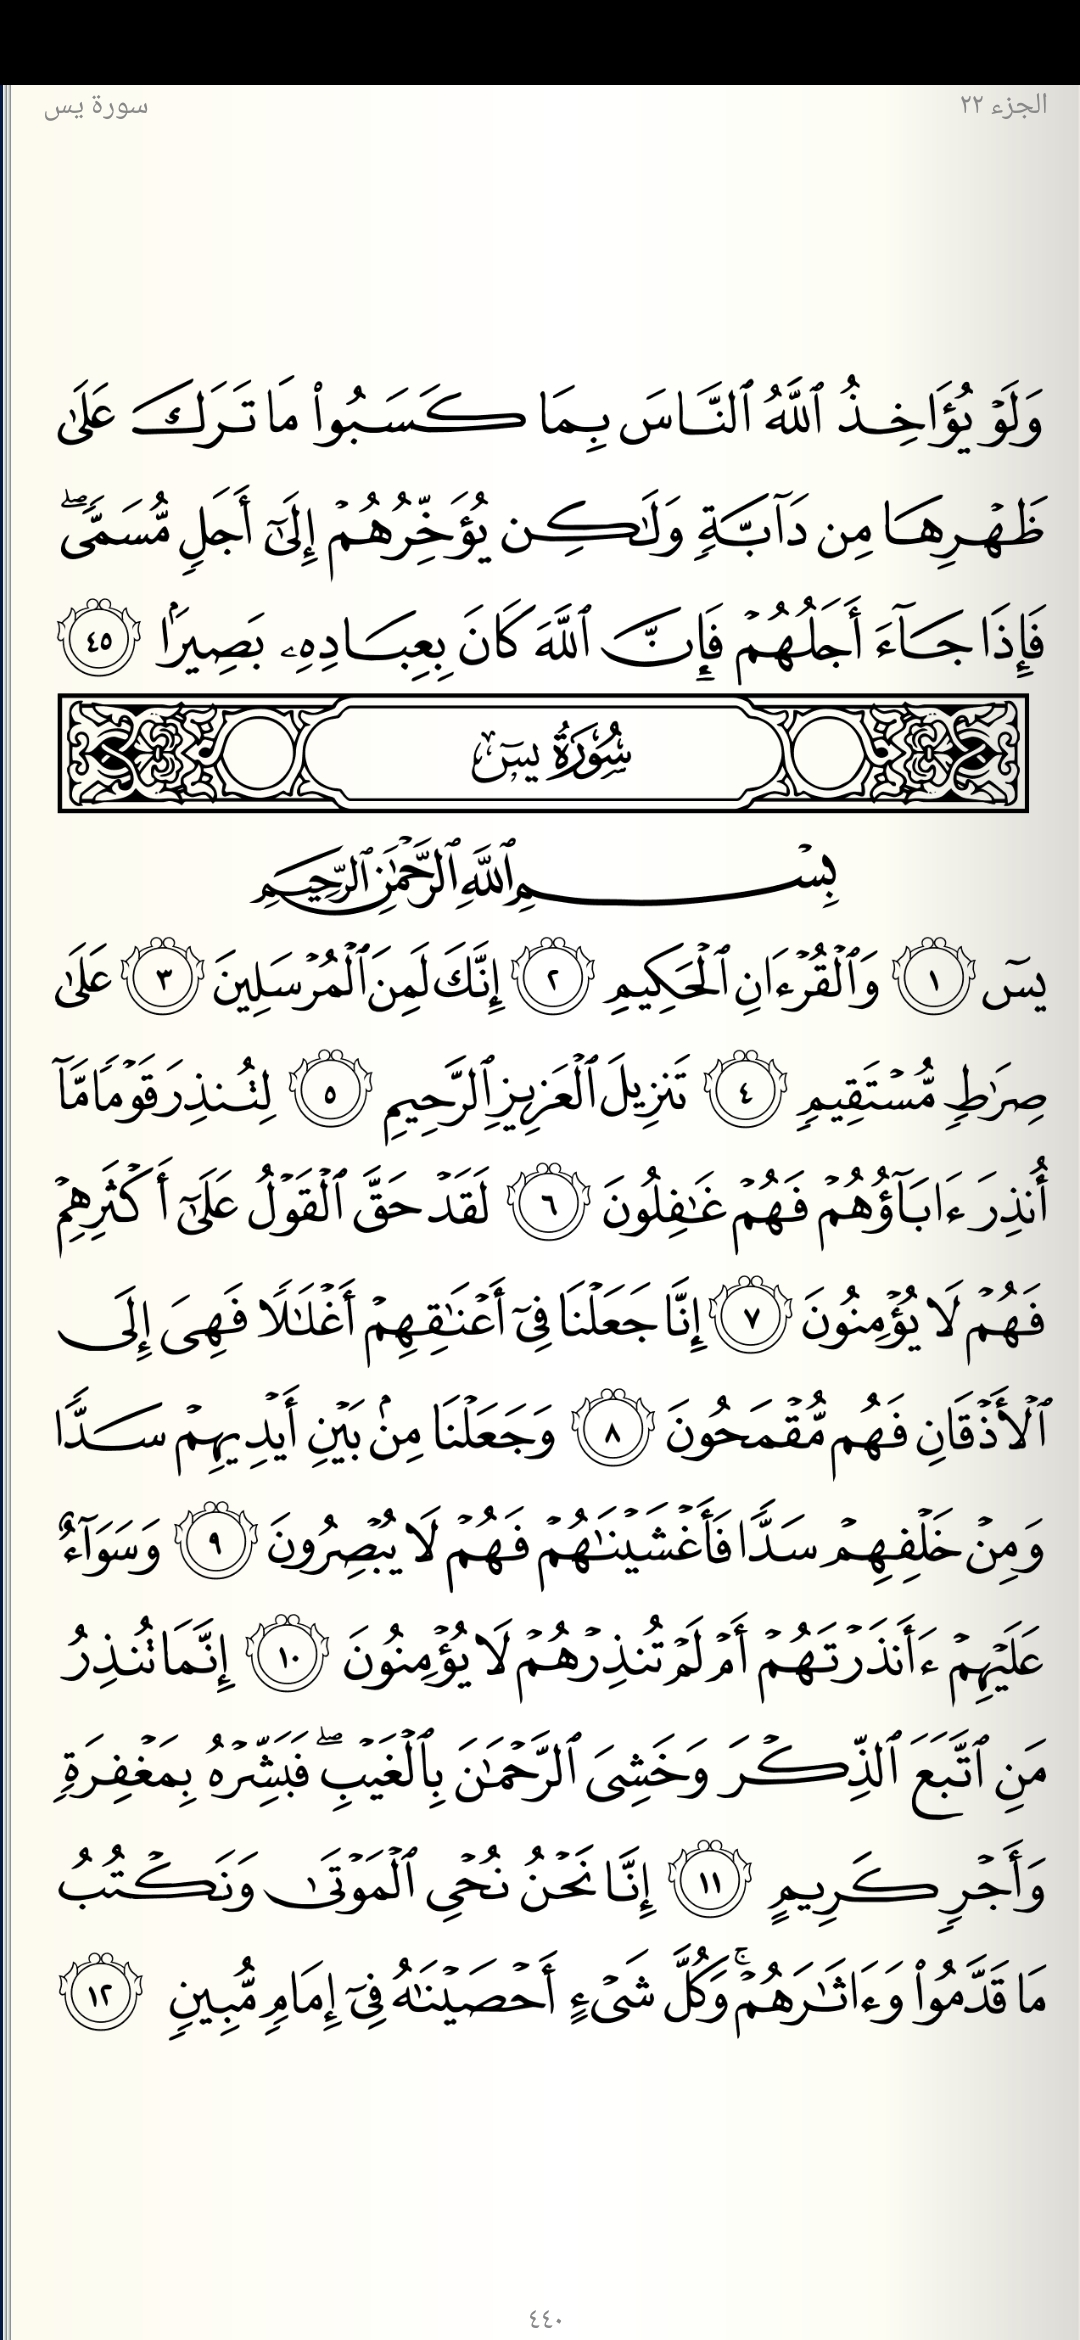 الجزء ٢٢
سورة يس
وَلَوْ يُؤَاخِذُ ٱللَّهُ ٱلنَّاسَ بِمَا كَسَبُوا۟ مَا تَرَكَ عَلَىٰ
ظَهْرِهَا مِن دَآبَّةٍ وَلَـٰكِن يُؤَخِّرُهُمْ إِلَىٰٓ أَجَلٍ مُّسَمًّى ۖ
فَإِذَا جَآءَ أَجَلُهُمْ فَإِنَّ ٱللَّهَ كَانَ بِعِبَادِهِۦ بَصِيرًۢا ٤٥
سُورَةُ يسٓ
بِسْمِ ٱللَّهِ ٱلرَّحْمَـٰنِ ٱلرَّحِيمِ
يسٓ ١ وَٱلْقُرْءَانِ ٱلْحَكِيمِ ٢ إِنَّكَ لَمِنَ ٱلْمُرْسَلِينَ ٣ عَلَىٰ
صِرَٰطٍ مُّسْتَقِيمٍ ٤ تَنزِيلَ ٱلْعَزِيزِ ٱلرَّحِيمِ ٥ لِتُنذِرَ قَوْمًا مَّآ
أُنذِرَ ءَابَآؤُهُمْ فَهُمْ غَـٰفِلُونَ ٦ لَقَدْ حَقَّ ٱلْقَوْلُ عَلَىٰٓ أَكْثَرِهِمْ
فَهُمْ لَا يُؤْمِنُونَ ٧ إِنَّا جَعَلْنَا فِىٓ أَعْنَـٰقِهِمْ أَغْلَـٰلًا فَهِىَ إِلَى
ٱلْأَذْقَانِ فَهُم مُّقْمَحُونَ ٨ وَجَعَلْنَا مِنۢ بَيْنِ أَيْدِيهِمْ سَدًّا
وَمِنْ خَلْفِهِمْ سَدًّا فَأَغْشَيْنَـٰهُمْ فَهُمْ لَا يُبْصِرُونَ ٩ وَسَوَآءٌ
عَلَيْهِمْ ءَأَنذَرْتَهُمْ أَمْ لَمْ تُنذِرْهُمْ لَا يُؤْمِنُونَ ١٠ إِنَّمَا تُنذِرُ
مَنِ ٱتَّبَعَ ٱلذِّكْرَ وَخَشِىَ ٱلرَّحْمَـٰنَ بِٱلْغَيْبِ ۖ فَبَشِّرْهُ بِمَغْفِرَةٍ
وَأَجْرٍ كَرِيمٍ ١١ إِنَّا نَحْنُ نُحْىِ ٱلْمَوْتَىٰ وَنَكْتُبُ
مَا قَدَّمُوا۟ وَءَاثَـٰرَهُمْ ۚ وَكُلَّ شَىْءٍ أَحْصَيْنَـٰهُ فِىٓ إِمَامٍ مُّبِينٍ ١٢
٤٤٠